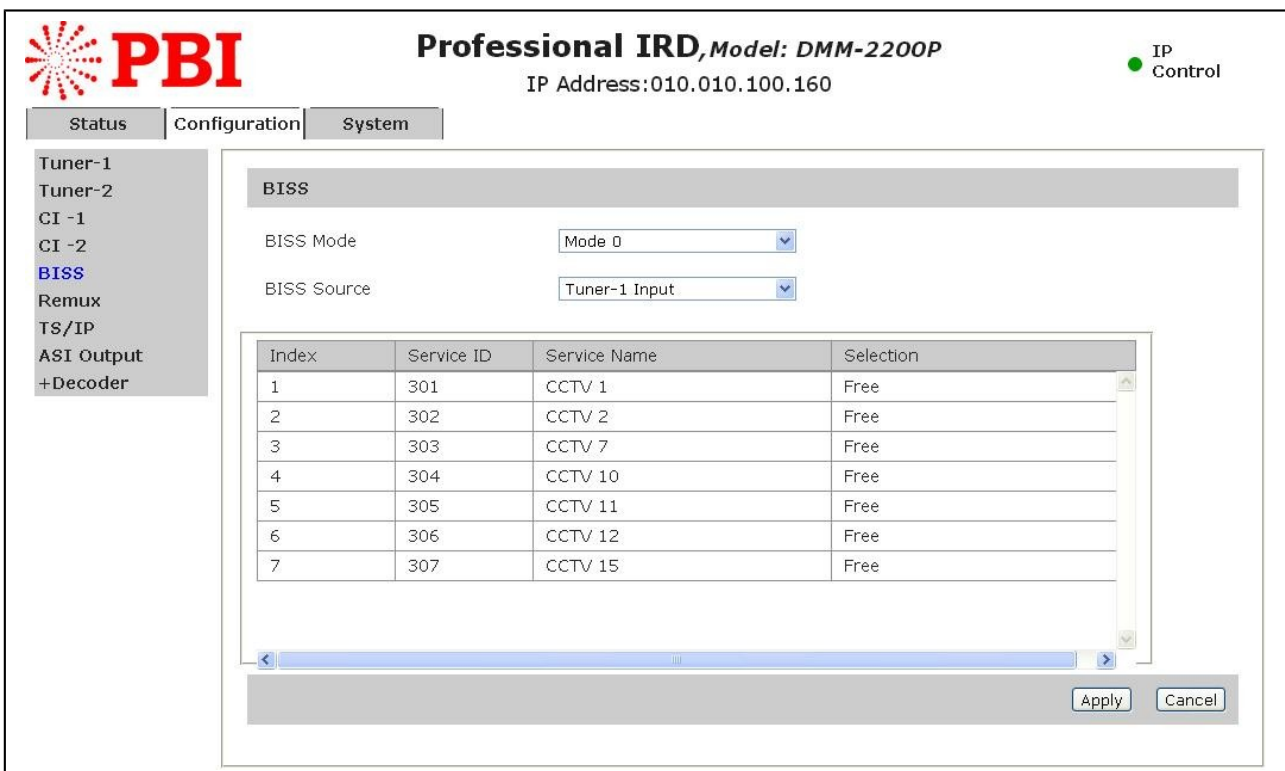 PBI
Professional IRD, Model: DMM-2200P
IP Address:010.010.100.160
IP Control
Status Configuration System
Tuner-1
Tuner-2
CI -1
CI -2
BISS
Remux
TS/IP
ASI Output
+Decoder
BISS
BISS Mode Mode 0
BISS Source Tuner-1 Input
Index Service ID Service Name Selection
1 301 CCTV 1 Free
2 302 CCTV 2 Free
3 303 CCTV 7 Free
4 304 CCTV 10 Free
5 305 CCTV 11 Free
6 306 CCTV 12 Free
7 307 CCTV 15 Free
Apply Cancel